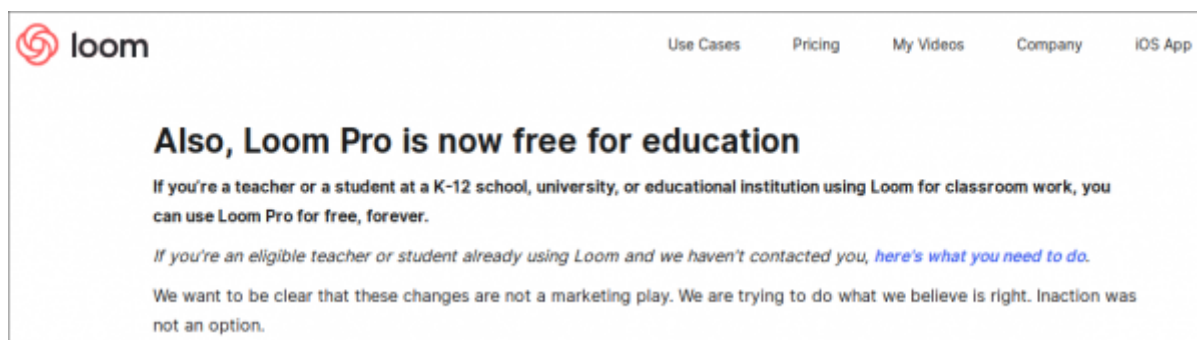 loom
Use Cases Pricing My Videos Company iOS App
Also, Loom Pro is now free for education
If you're a teacher or a student at a K-12 school, university, or educational institution using Loom for classroom work, you
can use Loom Pro for free, forever.
If you're an eligible teacher or student already using Loom and we haven't contacted you, here's what you need to do.
We want to be clear that these changes are not a marketing play. We are trying to do what we believe is right. Inaction was
not an option.